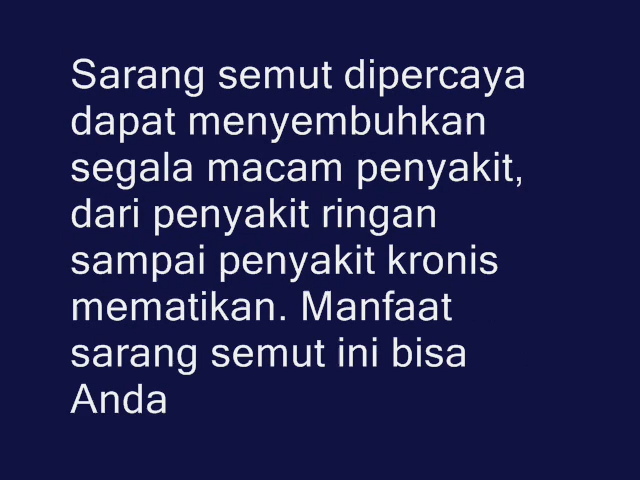 Sarang semut dipercaya
dapat menyembuhkan
segala macam penyakit,
dari penyakit ringan
sampai penyakit kronis
mematikan. Manfaat
sarang semut ini bisa
Anda